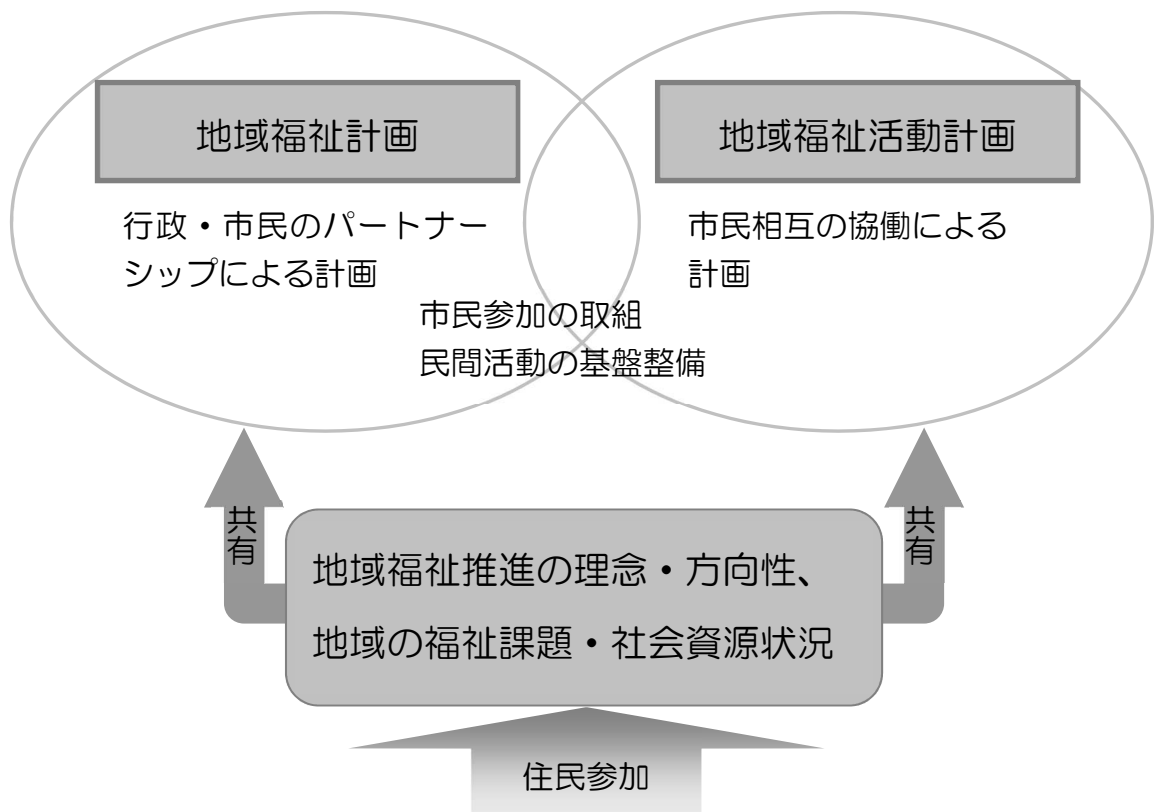 地域福祉計画
地域福祉活動計画
行政・市民のパートナー
シップによる計画
市民相互の協働による
計画
市民参加の取組
民間活動の基盤整備
共有
共有
地域福祉推進の理念・方向性、
地域の福祉課題・社会資源状況
住民参加